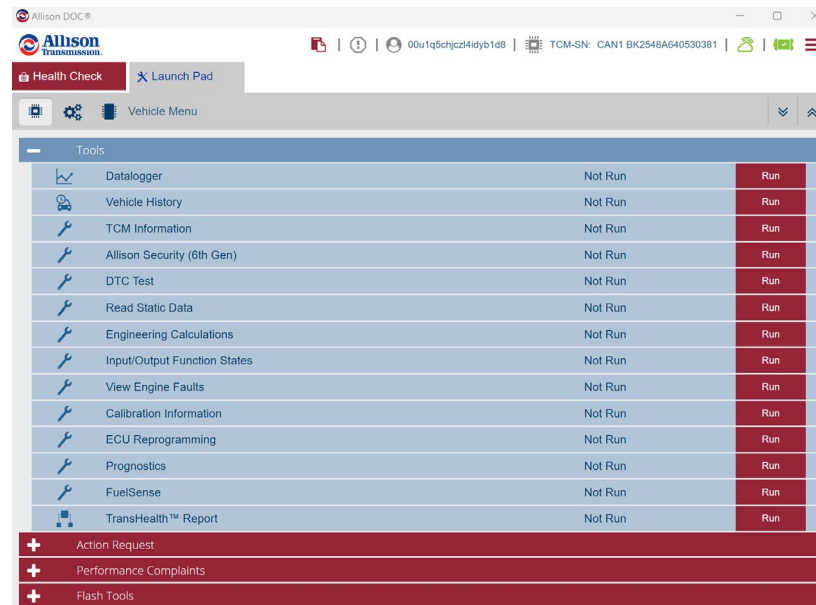 Allison DOC®
Allison
Transmission.
00u1q5chjczl4idyb1d8
TCM-SN: CAN1 BK2548A640530381
Health Check
Launch Pad
Vehicle Menu
Tools
Datalogger Not Run Run
Vehicle History Not Run Run
TCM Information Not Run Run
Allison Security (6th Gen) Not Run Run
DTC Test Not Run Run
Read Static Data Not Run Run
Engineering Calculations Not Run Run
Input/Output Function States Not Run Run
View Engine Faults Not Run Run
Calibration Information Not Run Run
ECU Reprogramming Not Run Run
Prognostics Not Run Run
FuelSense Not Run Run
TransHealth™ Report Not Run Run
Action Request
Performance Complaints
Flash Tools